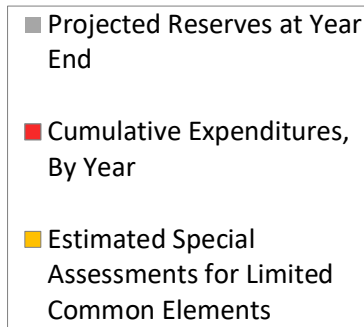 Projected Reserves at Year
End
Cumulative Expenditures,
By Year
Estimated Special
Assessments for Limited
Common Elements